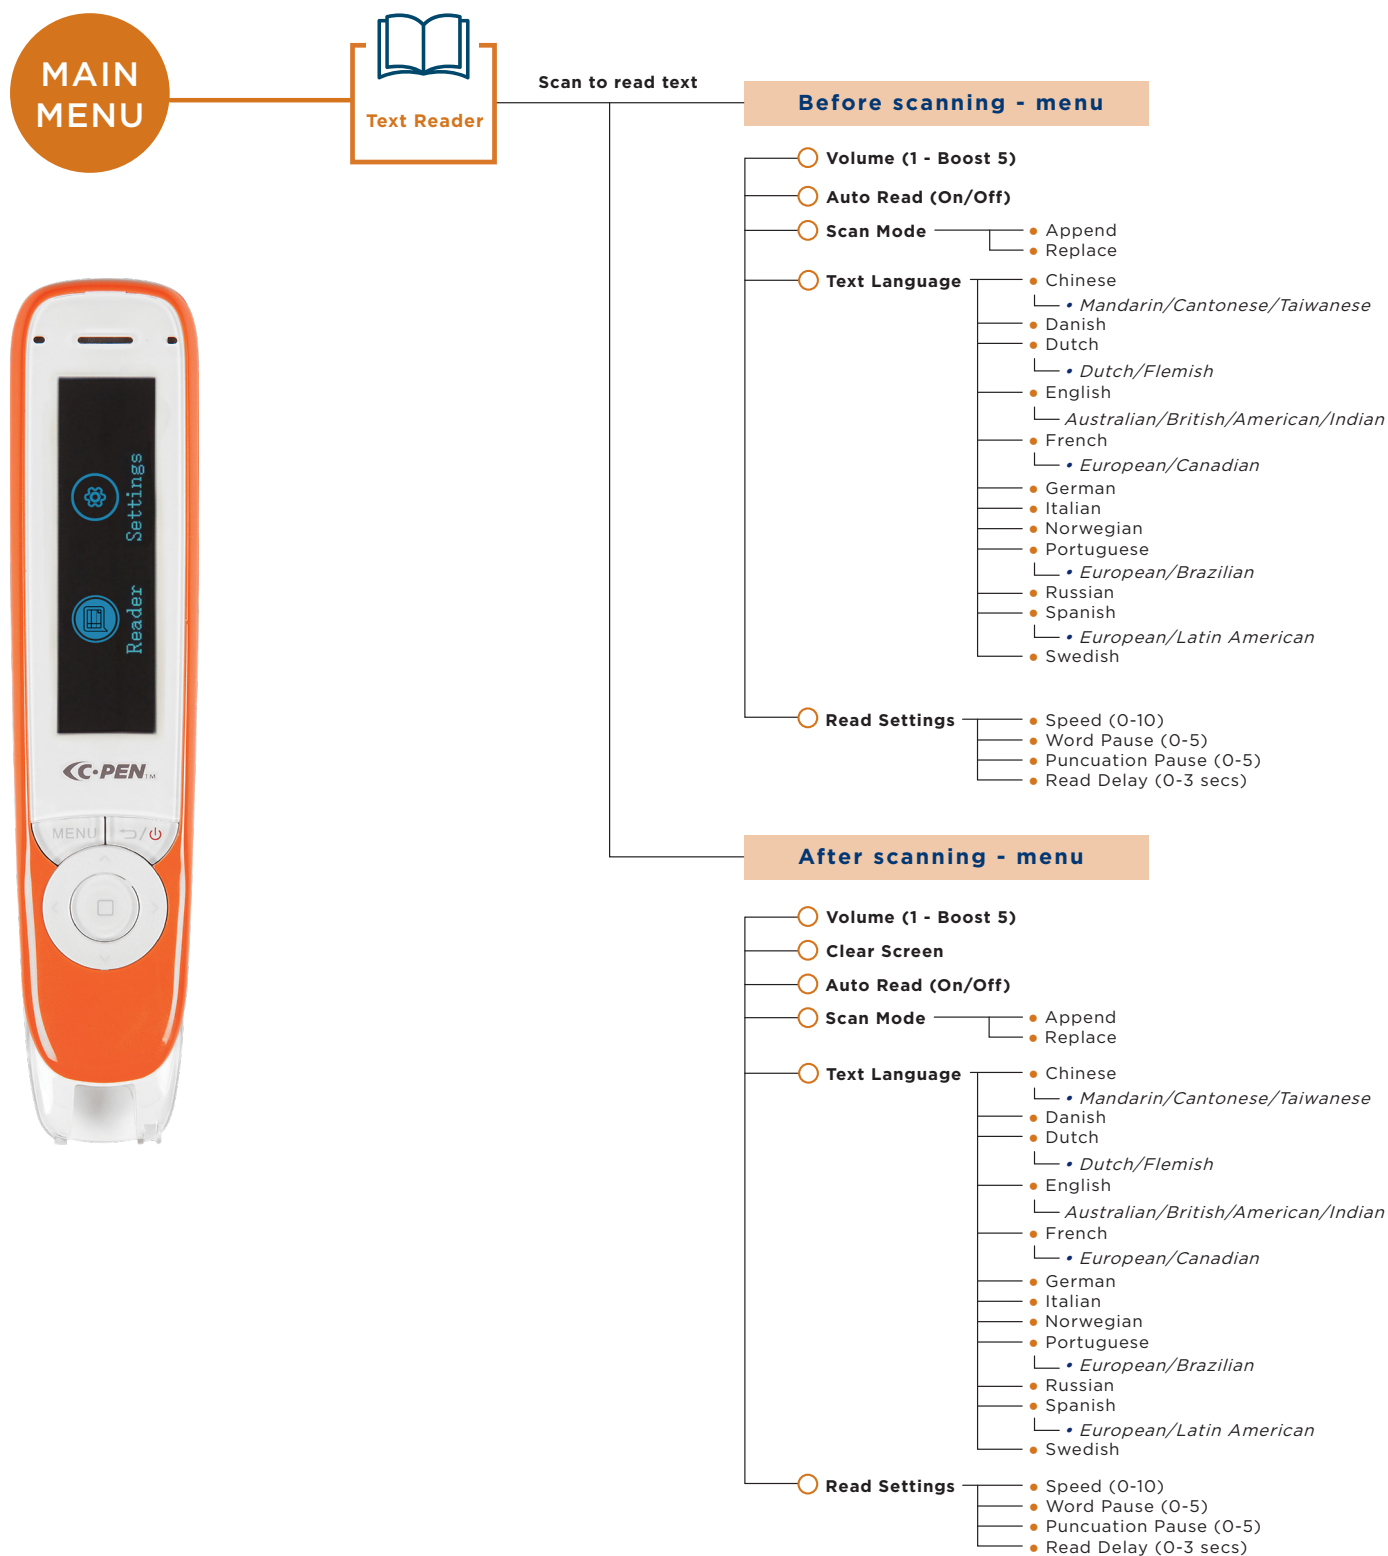 MAIN
MENU
Text Reader
Scan to read text
Before scanning - menu
Volume (1 - Boost 5)
Auto Read (On/Off)
Scan Mode
• Append
• Replace
Text Language
• Chinese
• Mandarin/Cantonese/Taiwanese
• Danish
• Dutch
• Dutch/Flemish
• English
Australian/British/American/Indian
• French
• European/Canadian
• German
• Italian
• Norwegian
• Portuguese
• European/Brazilian
• Russian
• Spanish
• European/Latin American
• Swedish
Read Settings
• Speed (0-10)
• Word Pause (0-5)
• Puncuation Pause (0-5)
• Read Delay (0-3 secs)
After scanning - menu
Volume (1 - Boost 5)
Clear Screen
Auto Read (On/Off)
Scan Mode
• Append
• Replace
Text Language
• Chinese
• Mandarin/Cantonese/Taiwanese
• Danish
• Dutch
• Dutch/Flemish
• English
Australian/British/American/Indian
• French
• European/Canadian
• German
• Italian
• Norwegian
• Portuguese
• European/Brazilian
• Russian
• Spanish
• European/Latin American
• Swedish
Read Settings
• Speed (0-10)
• Word Pause (0-5)
• Puncuation Pause (0-5)
• Read Delay (0-3 secs)
Reader
Settings
C·PEN TM
MENU